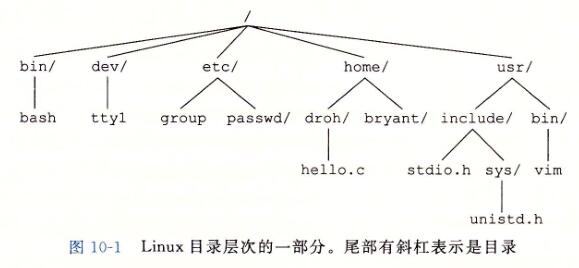 /
bin/ dev/ etc/ home/ usr/
bash tty1 group passwd/ droh/ bryant/ include/ bin/
hello.c stdio.h sys/ vim
unistd.h
图 10-1 Linux 目录层次的一部分。尾部有斜杠表示是目录